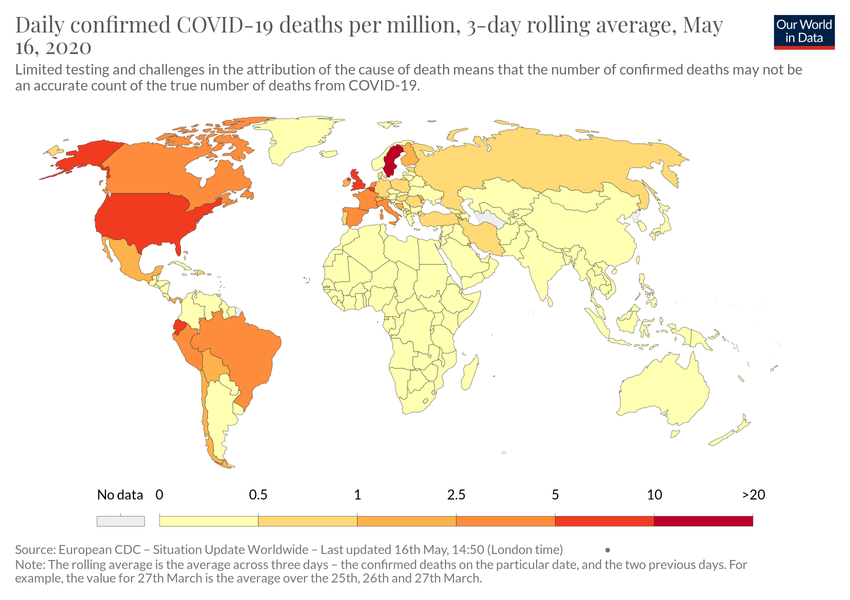 Daily confirmed COVID-19 deaths per million, 3-day rolling average, May
16, 2020
Our World
in Data
Limited testing and challenges in the attribution of the cause of death means that the number of confirmed deaths may not be
an accurate count of the true number of deaths from COVID-19.
No data 0 0.5 1 2.5 5 10 >20
Source: European CDC – Situation Update Worldwide – Last updated 16th May, 14:50 (London time) •
Note: The rolling average is the average across three days – the confirmed deaths on the particular date, and the two previous days. For
example, the value for 27th March is the average over the 25th, 26th and 27th March.